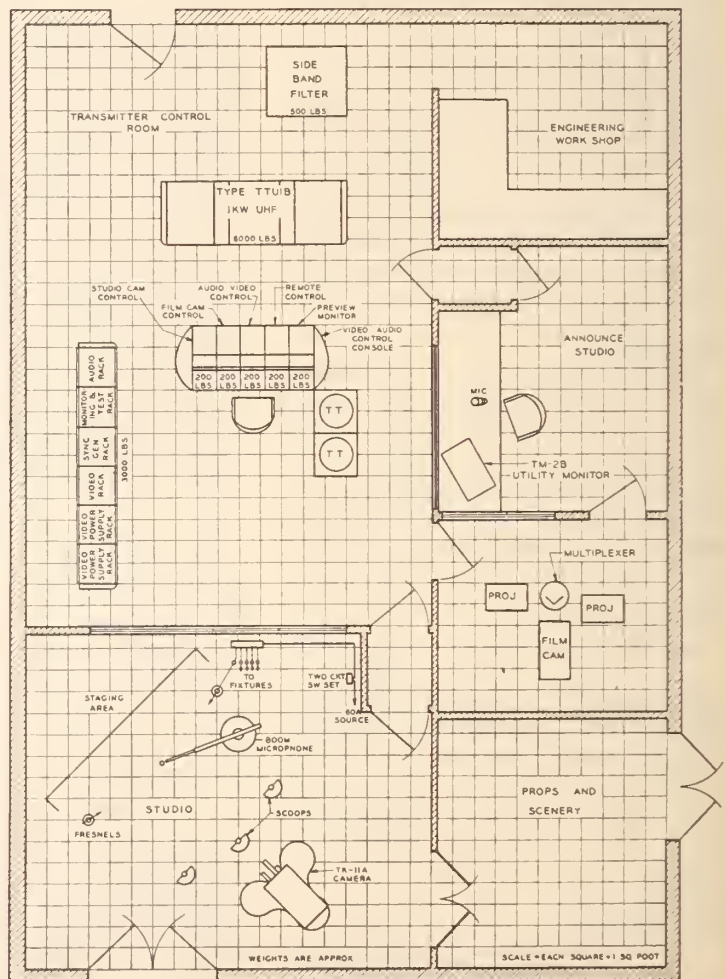 SIDE
BAND
FILTER
500 LBS
TRANSMITTER CONTROL
ROOM
ENGINEERING
WORK SHOP
TYPE TTU1B
1KW UHF
6000 LBS
STUDIO CAM
CONTROL
FILM CAM
CONTROL
AUDIO VIDEO
CONTROL
REMOTE
CONTROL
PREVIEW
MONITOR
VIDEO AUDIO
CONTROL
CONSOLE
200 LBS
200 LBS
200 LBS
200 LBS
200 LBS
ANNOUNCE
STUDIO
MIC
TT
TT
TM-2B
UTILITY MONITOR
AUDIO
RACK
MONITOR
ING &
TEST
RACK
SYNC
GEN
RACK
VIDEO
RACK
VIDEO
POWER
SUPPLY
RACK
VIDEO
POWER
SUPPLY
RACK
3000 LBS
MULTIPLEXER
PROJ
PROJ
FILM
CAM
TO
FIXTURES
TWO CKT
SW SET
60A
SOURCE
STAGING
AREA
BOOM
MICROPHONE
STUDIO
SCOOPS
FRESNELS
TK-11A
CAMERA
PROPS AND
SCENERY
WEIGHTS ARE APPROX
SCALE = EACH SQUARE = 1 SQ FOOT